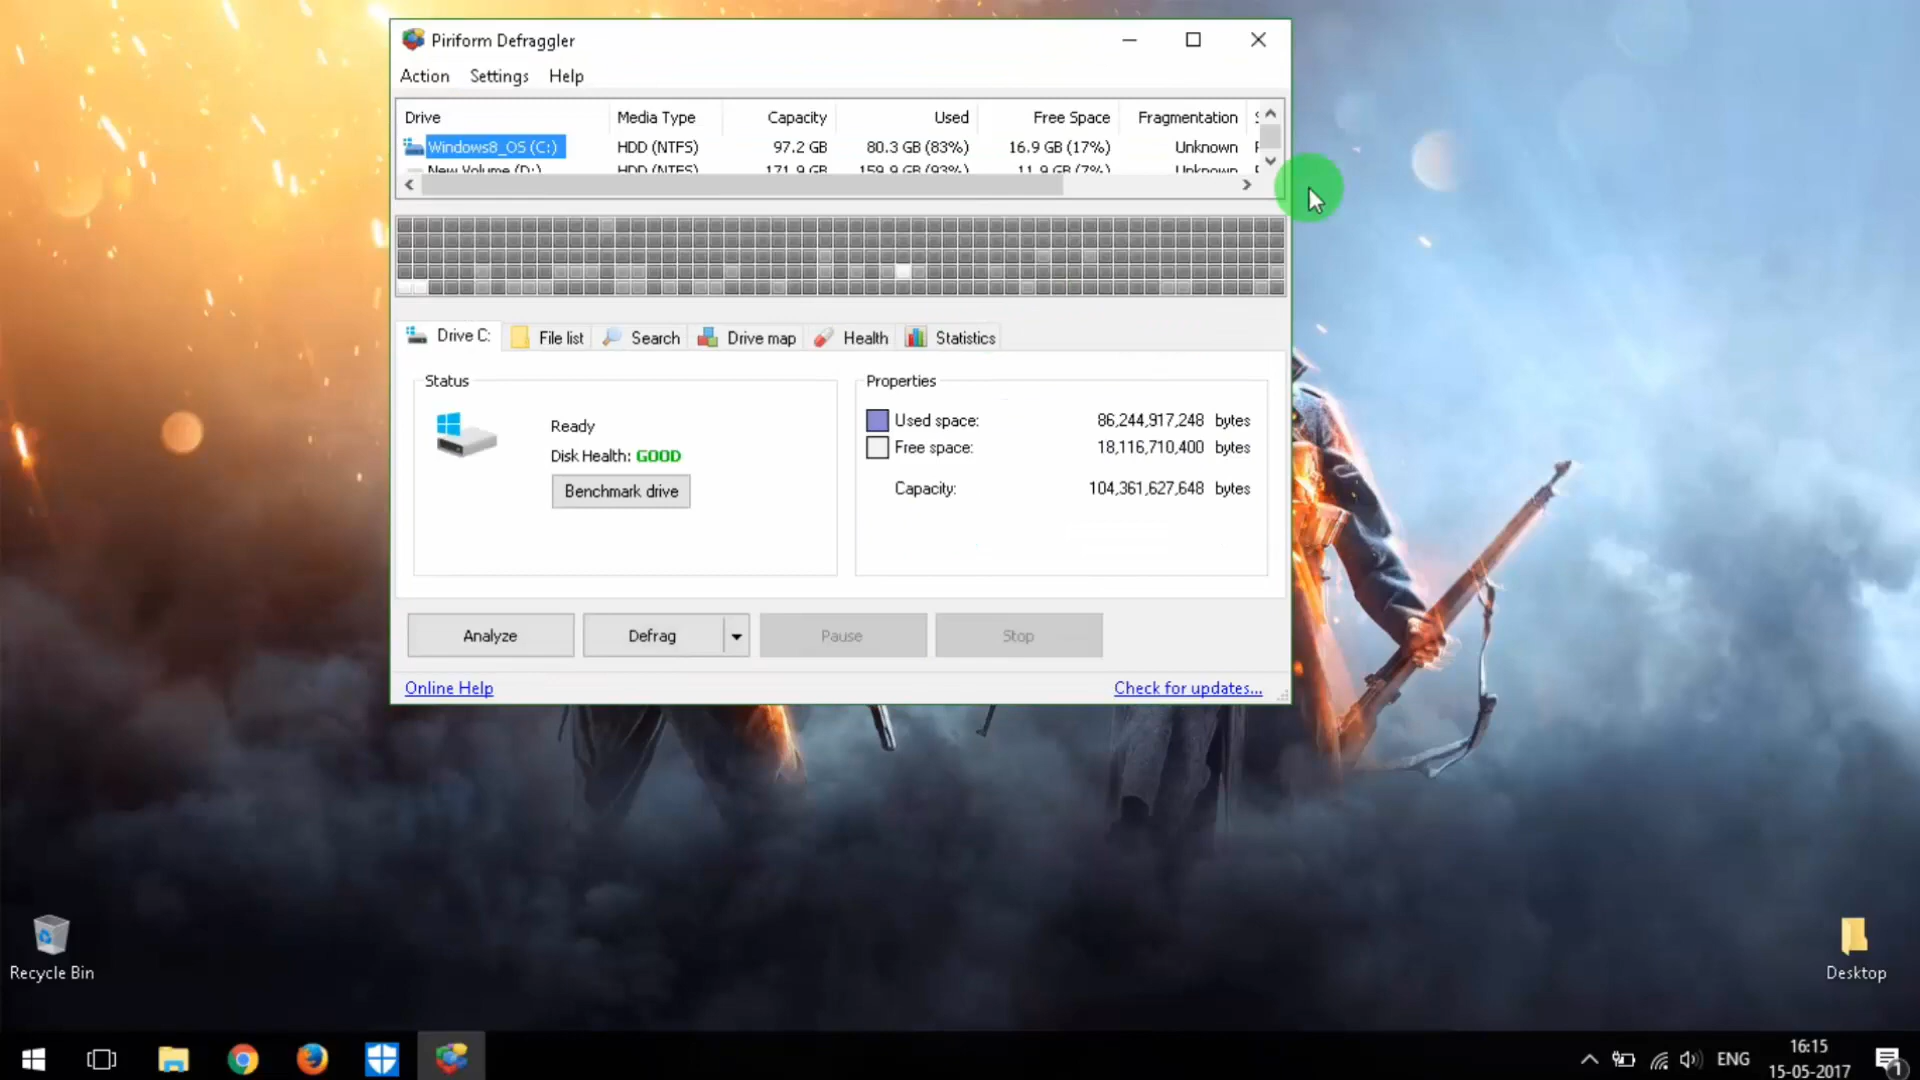 Piriform Defraggler
Action Settings Help
Drive Media Type Capacity Used Free Space Fragmentation
Windows8_OS (C:) HDD (NTFS) 97.2 GB 80.3 GB (83%) 16.9 GB (17%) Unknown
New Volume (D:) HDD (NTFS) 171.9 GB 159.9 GB (93%) 11.9 GB (7%) Unknown
Drive C: File list Search Drive map Health Statistics
Status
Ready
Disk Health: GOOD
Benchmark drive
Properties
Used space: 86,244,917,248 bytes
Free space: 18,116,710,400 bytes
Capacity: 104,361,627,648 bytes
Analyze Defrag Pause Stop
Online Help Check for updates...
Recycle Bin
Desktop
ENG
16:15
15-05-2017
1